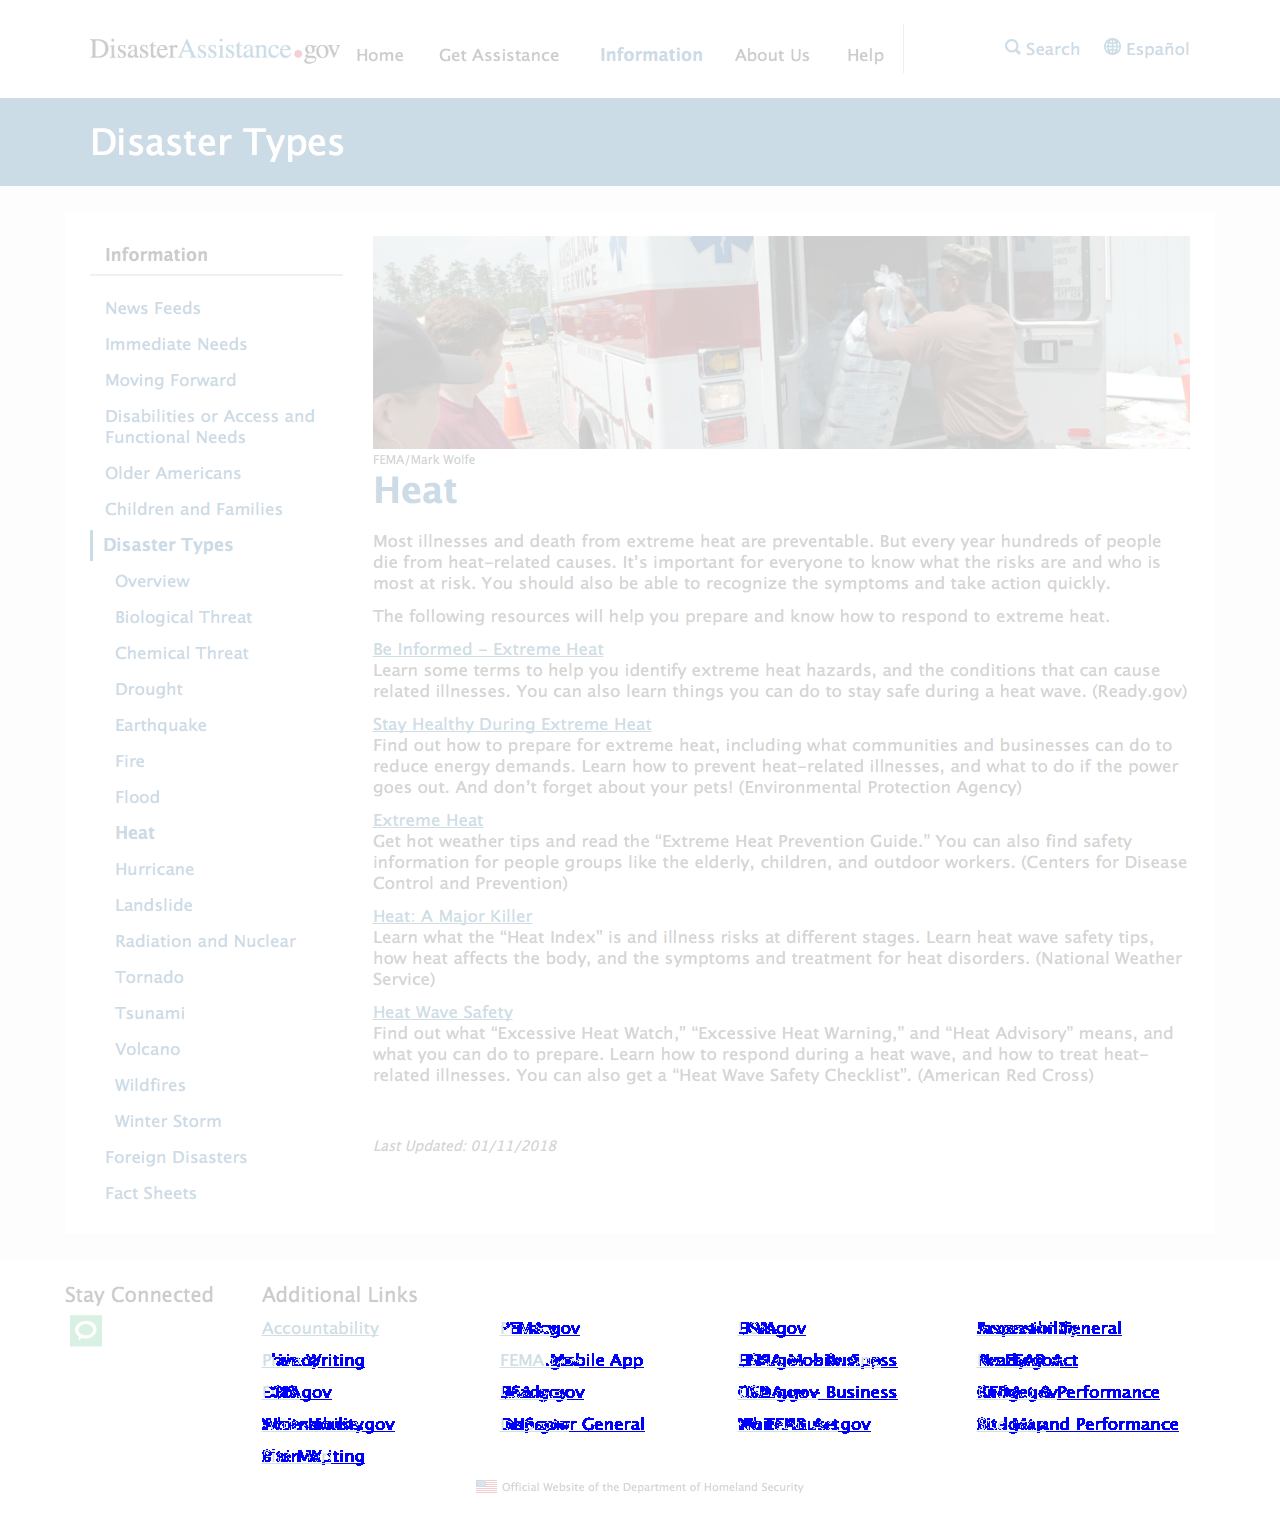 DisasterAssistance.gov Home Get Assistance Information About Us Help Search Español
Disaster Types
Information
News Feeds
Immediate Needs
Moving Forward
Disabilities or Access and
Functional Needs
Older Americans
Children and Families
Disaster Types
Overview
Biological Threat
Chemical Threat
Drought
Earthquake
Fire
Flood
Heat
Hurricane
Landslide
Radiation and Nuclear
Tornado
Tsunami
Volcano
Wildfires
Winter Storm
Foreign Disasters
Fact Sheets
AMBULANCE
SERVICE
FEMA/Mark Wolfe
Heat
Most illnesses and death from extreme heat are preventable. But every year hundreds of people
die from heat-related causes. It’s important for everyone to know what the risks are and who is
most at risk. You should also be able to recognize the symptoms and take action quickly.
The following resources will help you prepare and know how to respond to extreme heat.
Be Informed – Extreme Heat
Learn some terms to help you identify extreme heat hazards, and the conditions that can cause
related illnesses. You can also learn things you can do to stay safe during a heat wave. (Ready.gov)
Stay Healthy During Extreme Heat
Find out how to prepare for extreme heat, including what communities and businesses can do to
reduce energy demands. Learn how to prevent heat-related illnesses, and what to do if the power
goes out. And don’t forget about your pets! (Environmental Protection Agency)
Extreme Heat
Get hot weather tips and read the “Extreme Heat Prevention Guide.” You can also find safety
information for people groups like the elderly, children, and outdoor workers. (Centers for Disease
Control and Prevention)
Heat: A Major Killer
Learn what the “Heat Index” is and illness risks at different stages. Learn heat wave safety tips,
how heat affects the body, and the symptoms and treatment for heat disorders. (National Weather
Service)
Heat Wave Safety
Find out what “Excessive Heat Watch,” “Excessive Heat Warning,” and “Heat Advisory” means, and
what you can do to prepare. Learn how to respond during a heat wave, and how to treat heat-
related illnesses. You can also get a “Heat Wave Safety Checklist”. (American Red Cross)
Last Updated: 01/11/2018
Stay Connected
Additional Links
Accountability
Writing FEMA Mobile App
Business
Performance
General
and Performance
Official Website of the Department of Homeland Security